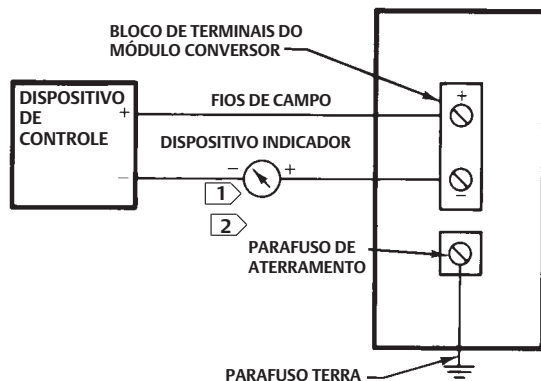 BLOCO DE TERMINAIS DO
MÓDULO CONVERSOR
DISPOSITIVO
DE
CONTROLE
+
−
FIOS DE CAMPO
DISPOSITIVO INDICADOR
− +
1
2
+
−
PARAFUSO DE
ATERRAMENTO
PARAFUSO TERRA